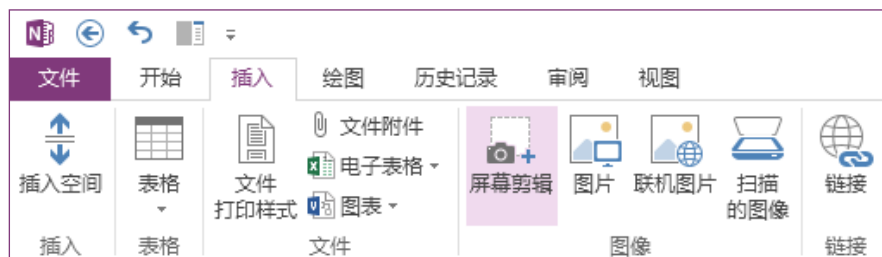 文件 开始 插入 绘图 历史记录 审阅 视图
插入空间
插入
表格
表格
文件
打印样式
文件附件
电子表格
图表
文件
屏幕剪辑
图片
联机图片
扫描
的图像
图像
链接
链接